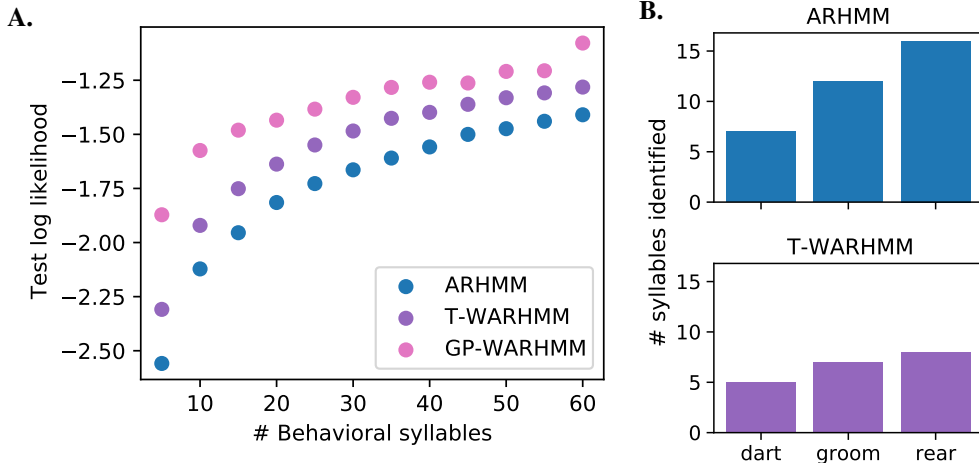 A.
Test log likelihood
−1.25
−1.50
−1.75
−2.00
−2.25
−2.50
ARHMM
T-WARHMM
GP-WARHMM
10
20
30
40
50
60
# Behavioral syllables
B.
# syllables identified
ARHMM
15
10
5
0
T-WARHMM
15
10
5
0
dart
groom
rear